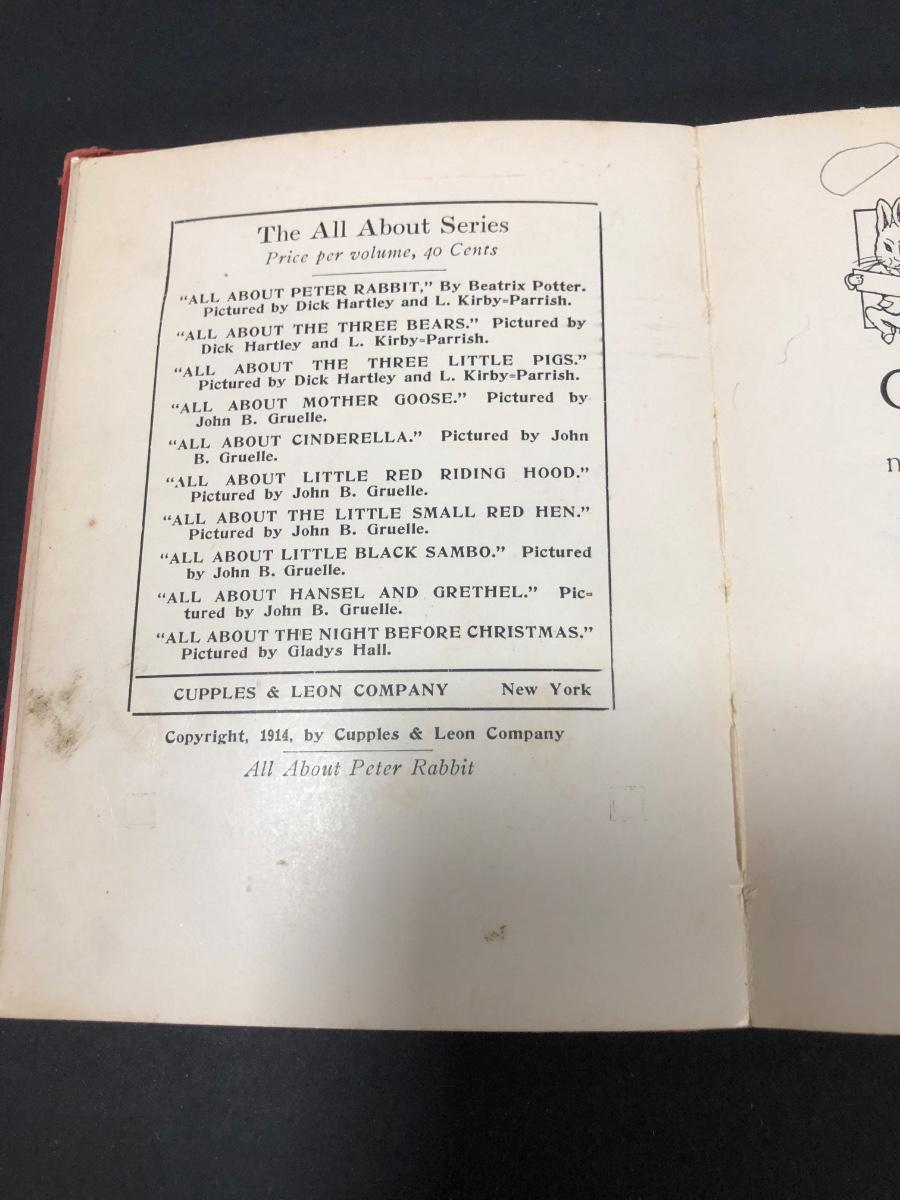 The All About Series
Price per volume, 40 Cents
"ALL ABOUT PETER RABBIT," By Beatrix Potter.
Pictured by Dick Hartley and L. Kirby=Parrish.
"ALL ABOUT THE THREE BEARS." Pictured by
Dick Hartley and L. Kirby=Parrish.
"ALL ABOUT THE THREE LITTLE PIGS."
Pictured by Dick Hartley and L. Kirby=Parrish.
"ALL ABOUT MOTHER GOOSE." Pictured by
John B. Gruelle.
"ALL ABOUT CINDERELLA." Pictured by John
B. Gruelle.
"ALL ABOUT LITTLE RED RIDING HOOD."
Pictured by John B. Gruelle.
"ALL ABOUT THE LITTLE SMALL RED HEN."
Pictured by John B. Gruelle.
"ALL ABOUT LITTLE BLACK SAMBO." Pictured
by John B. Gruelle.
"ALL ABOUT HANSEL AND GRETHEL." Pic=
tured by John B. Gruelle.
"ALL ABOUT THE NIGHT BEFORE CHRISTMAS."
Pictured by Gladys Hall.
CUPPLES & LEON COMPANY New York
Copyright, 1914, by Cupples & Leon Company
All About Peter Rabbit